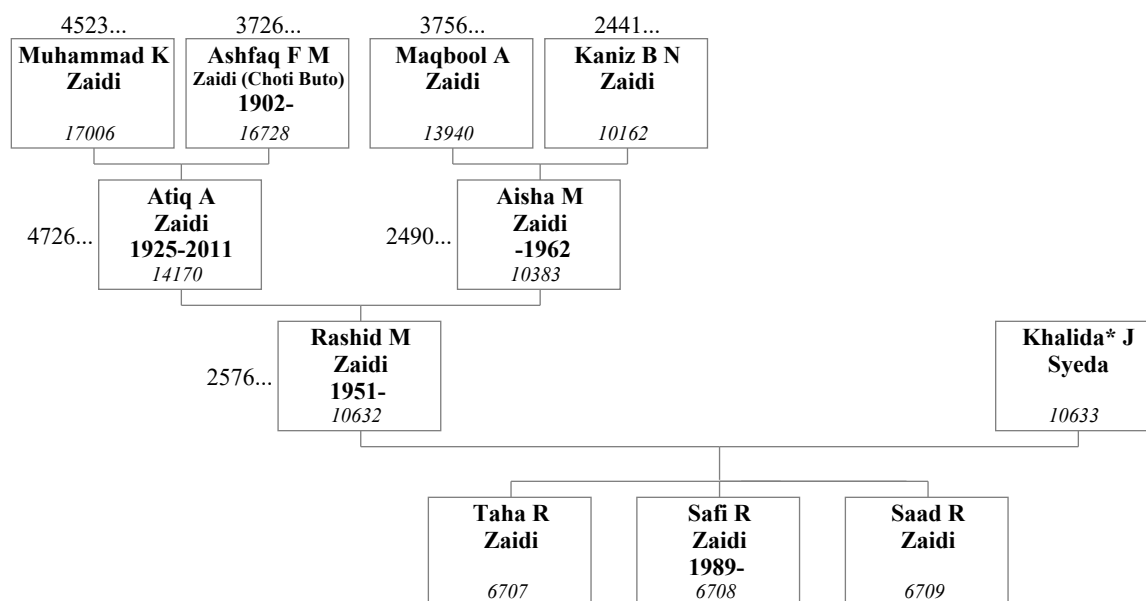 4523... 3726... 3756... 2441...
Muhammad K
Zaidi
17006
Ashfaq F M
Zaidi (Choti Buto)
1902-
16728
Maqbool A
Zaidi
13940
Kaniz B N
Zaidi
10162
4726...
Atiq A
Zaidi
1925-2011
14170
2490...
Aisha M
Zaidi
-1962
10383
2576...
Rashid M
Zaidi
1951-
10632
Khalida* J
Syeda
10633
Taha R
Zaidi
6707
Safi R
Zaidi
1989-
6708
Saad R
Zaidi
6709